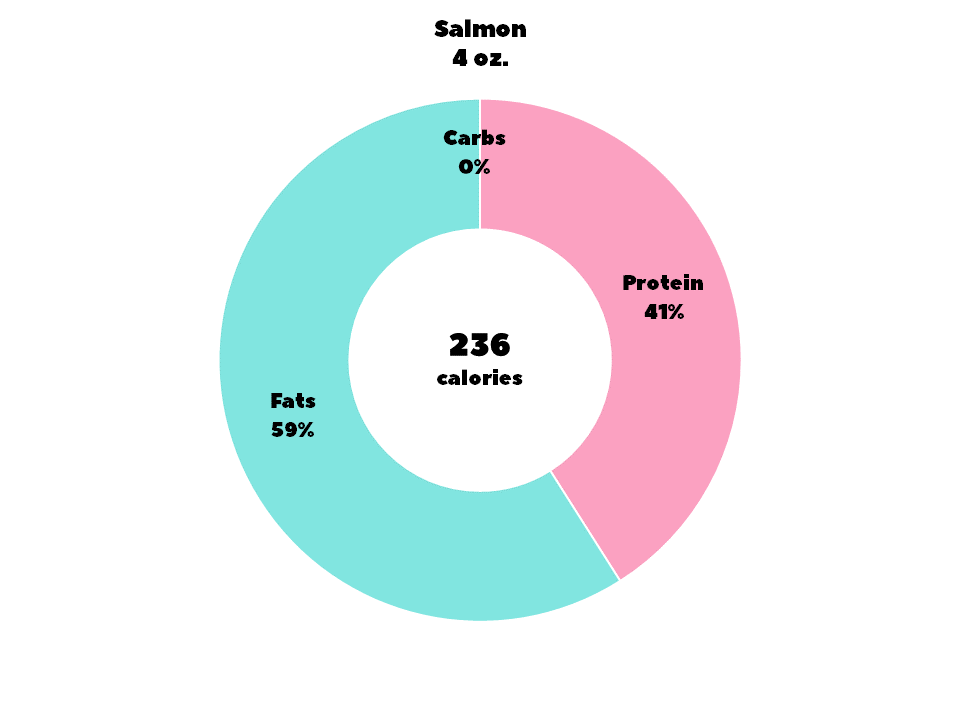 Salmon
4 oz.
Carbs
0%
Protein
41%
236
calories
Fats
59%